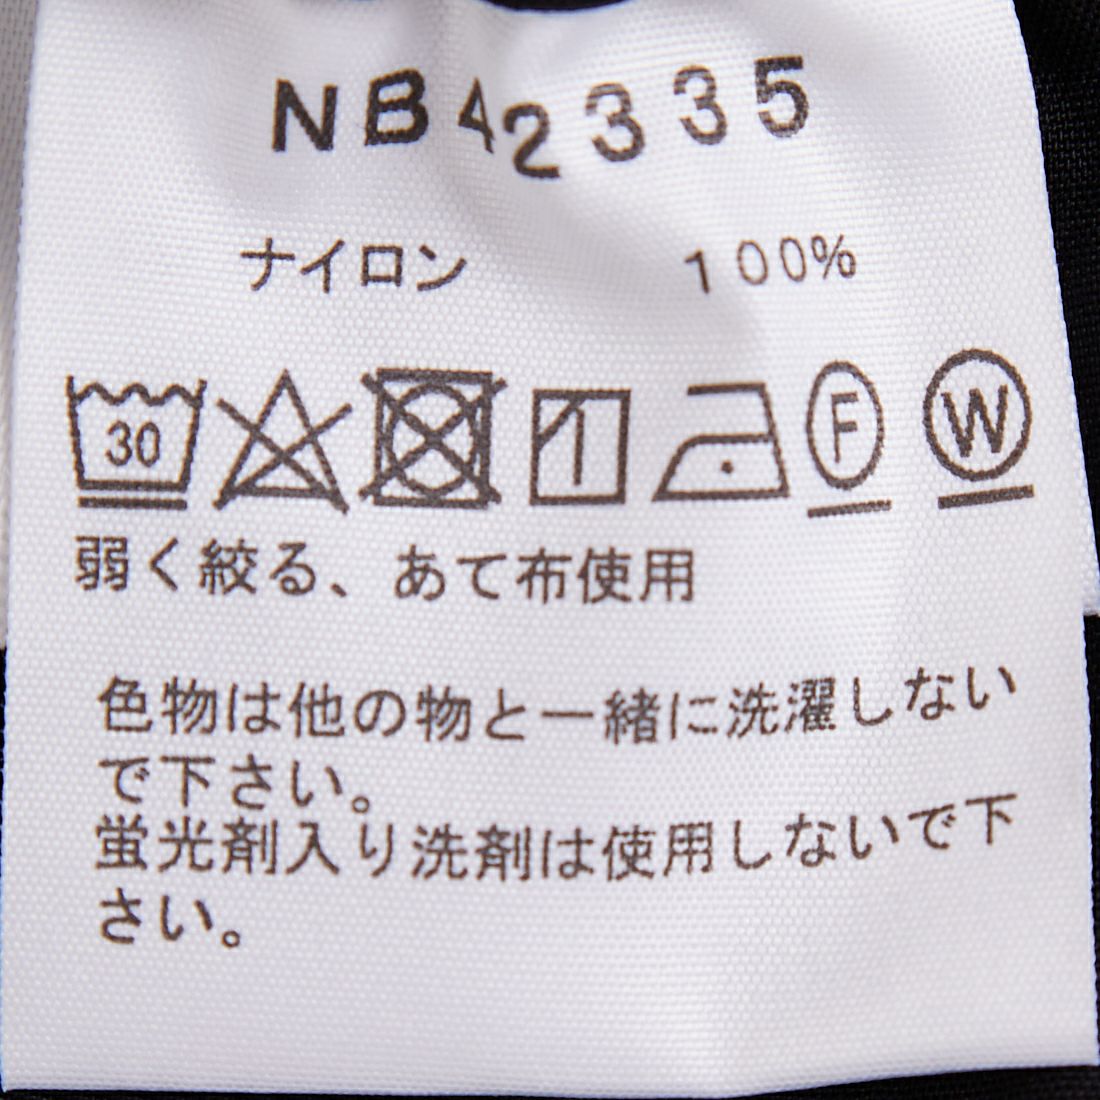 NB42335
ナイロン 100%
30 F W
弱く絞る、あて布使用
色物は他の物と一緒に洗濯しない
で下さい。
蛍光剤入り洗剤は使用しないで下
さい。